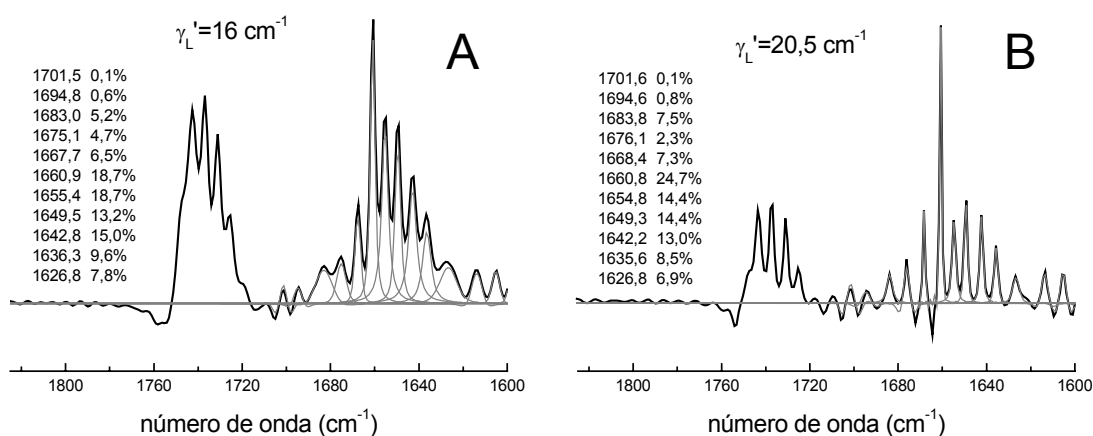 γL'=16 cm-1
A
1701,5 0,1%
1694,8 0,6%
1683,0 5,2%
1675,1 4,7%
1667,7 6,5%
1660,9 18,7%
1655,4 18,7%
1649,5 13,2%
1642,8 15,0%
1636,3 9,6%
1626,8 7,8%
1800 1760 1720 1680 1640 1600
número de onda (cm-1)
γL'=20,5 cm-1
B
1701,6 0,1%
1694,6 0,8%
1683,8 7,5%
1676,1 2,3%
1668,4 7,3%
1660,8 24,7%
1654,8 14,4%
1649,3 14,4%
1642,2 13,0%
1635,6 8,5%
1626,8 6,9%
1800 1760 1720 1680 1640 1600
número de onda (cm-1)